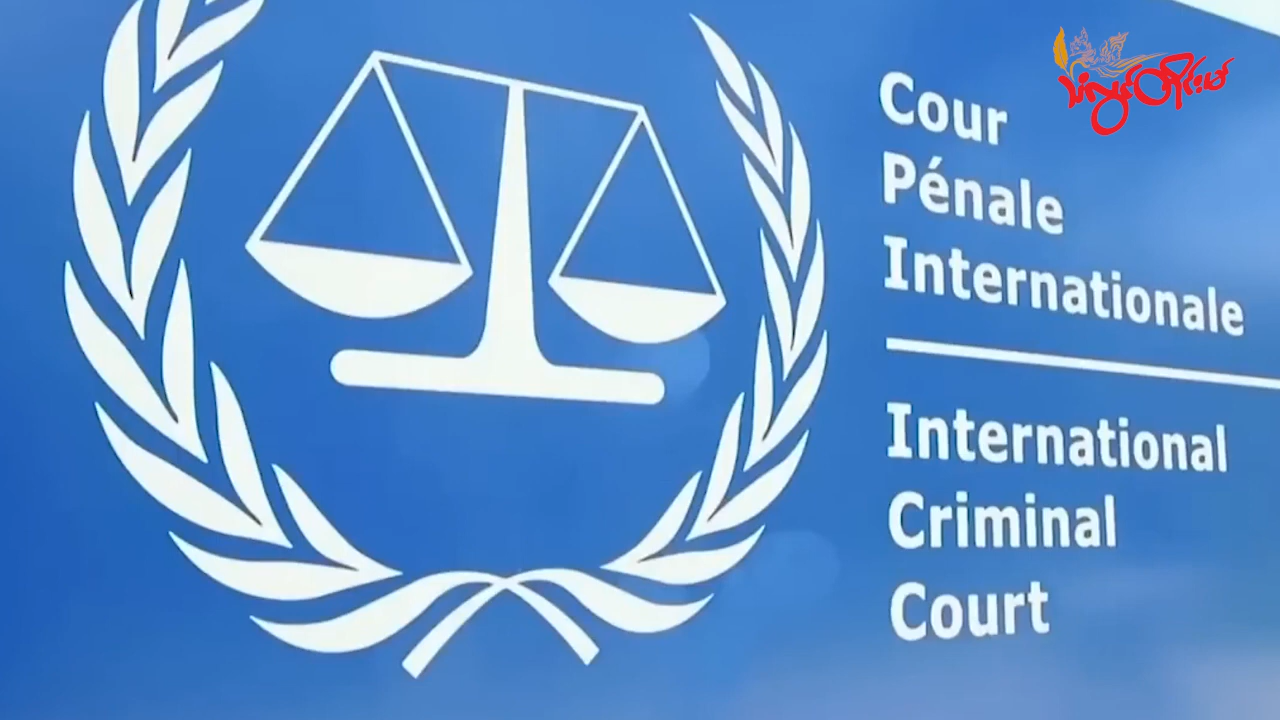 Cour
Pénale
Internationale
International
Criminal
Court